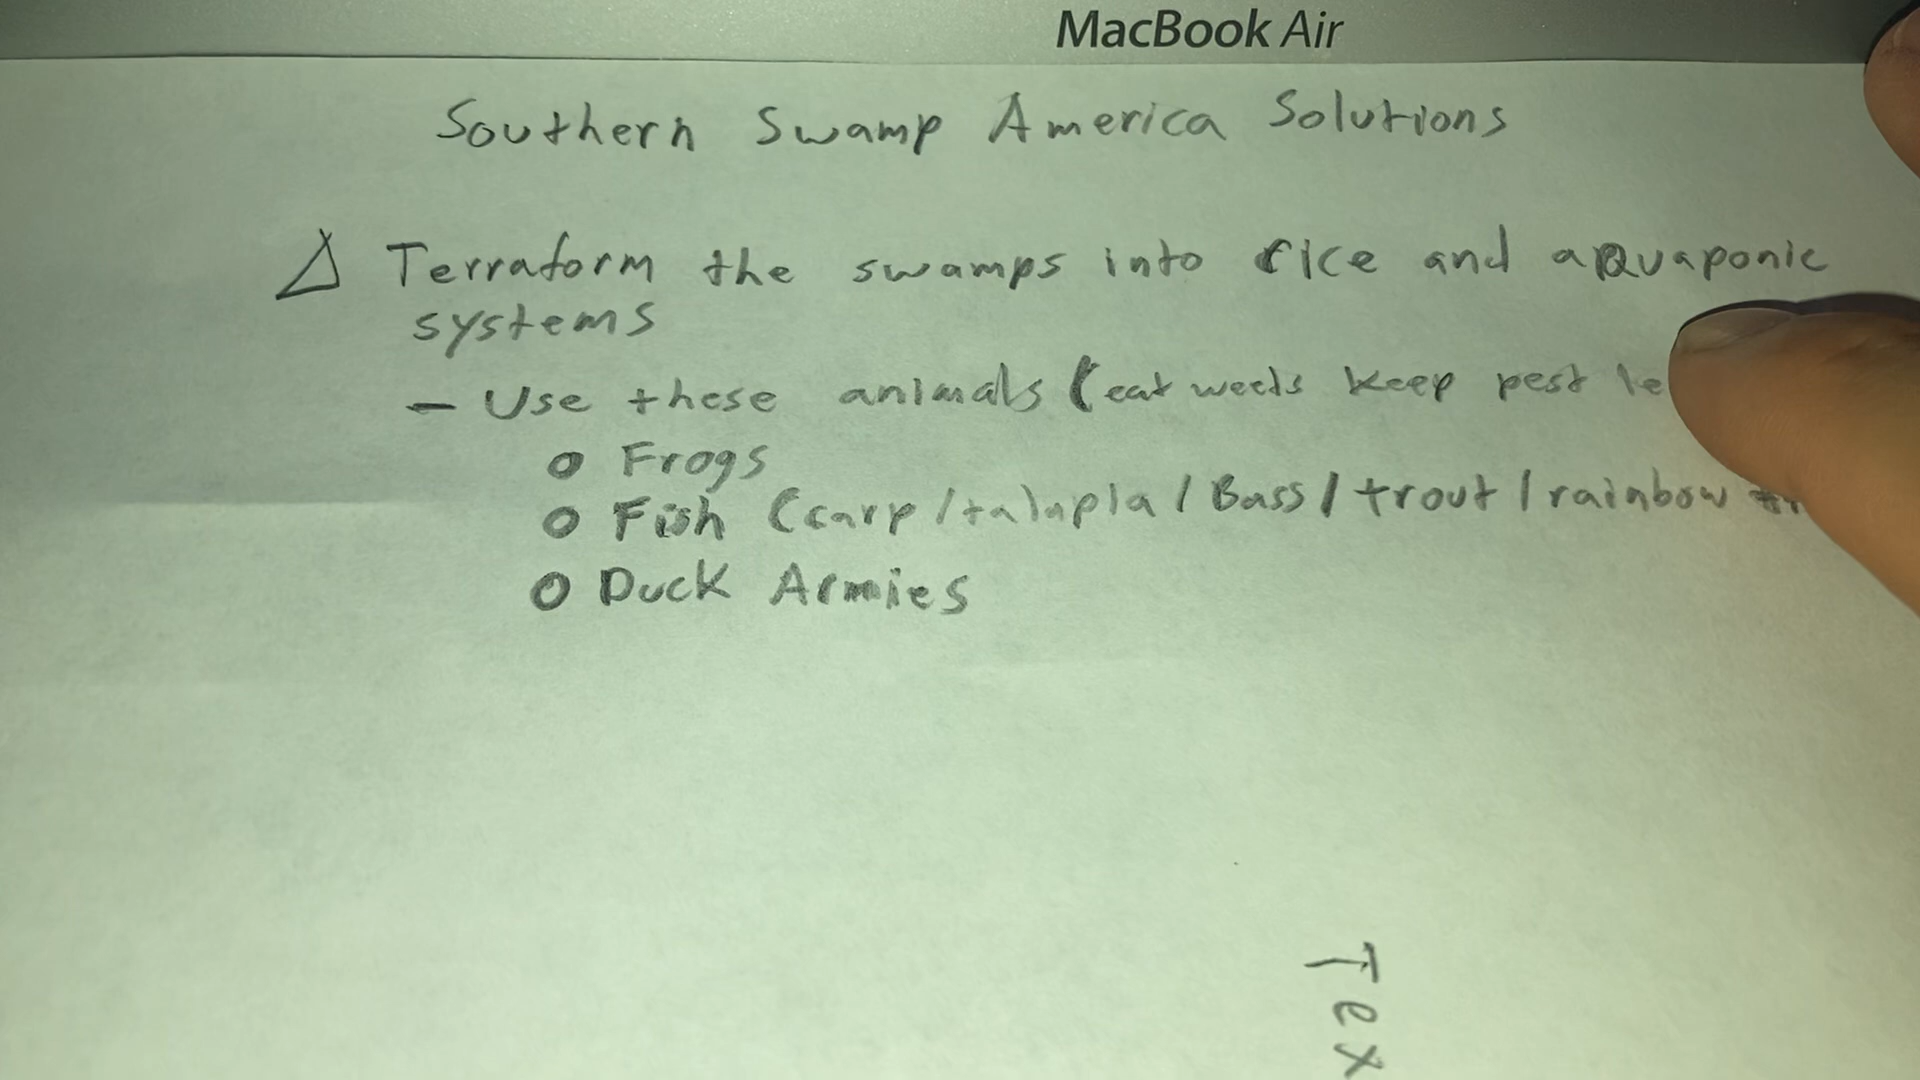 MacBook Air
Southern Swamp America Solutions
Δ Terraform the swamps into rice and aquaponic
systems
- Use these animals (eat weeds keep pest
o Frogs
o Fish (carp/talapia/Bass/trout/rainbow
o Duck Armies
Tex